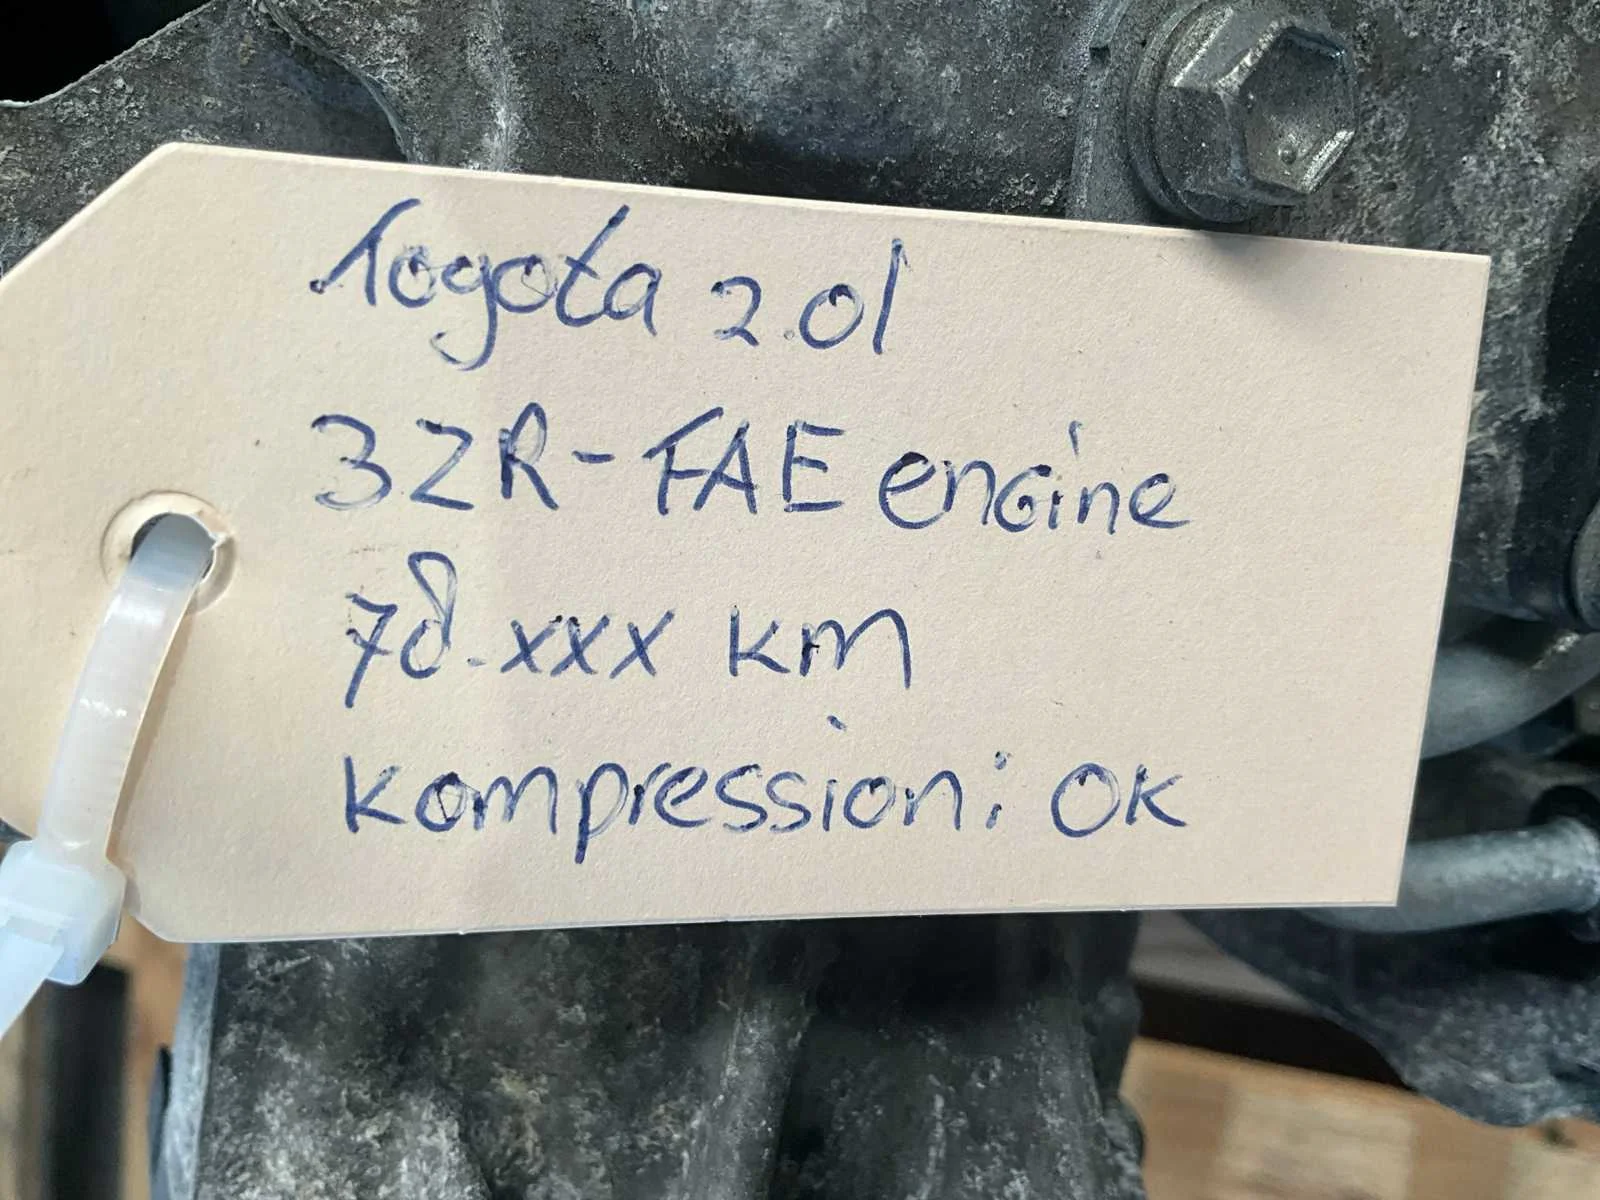 Toyota 2.0l
3ZR-FAE engine
78.xxx km
Kompression: OK